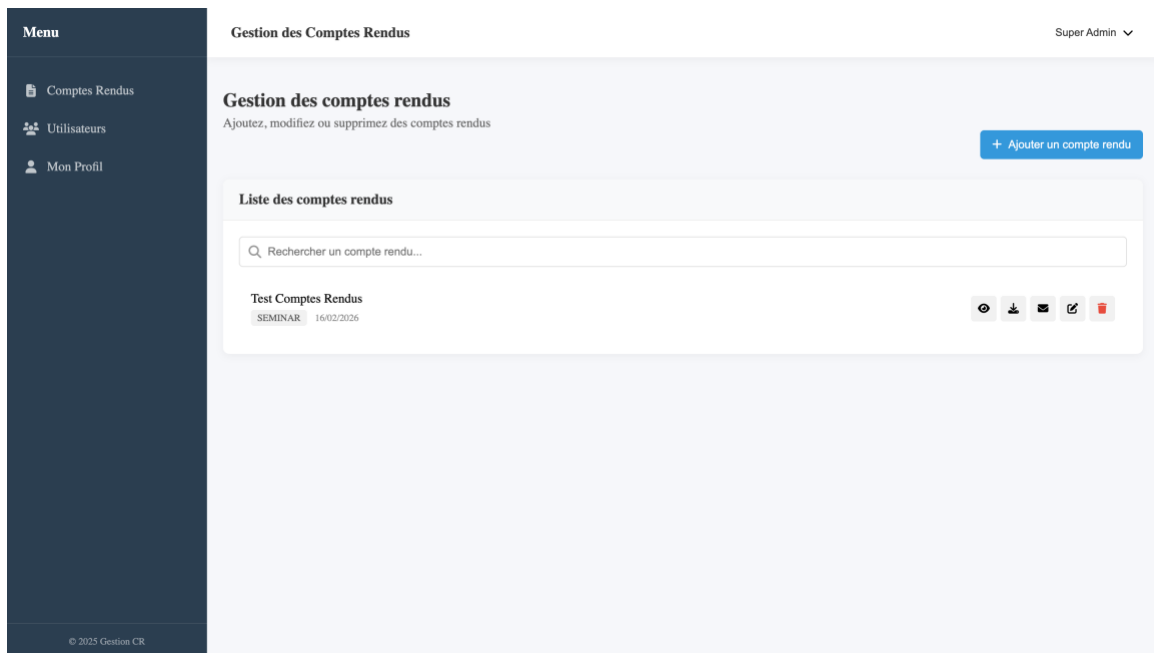 Menu
Comptes Rendus
Utilisateurs
Mon Profil
© 2025 Gestion CR
Gestion des Comptes Rendus
Super Admin
Gestion des comptes rendus
Ajoutez, modifiez ou supprimez des comptes rendus
+ Ajouter un compte rendu
Liste des comptes rendus
Rechercher un compte rendu...
Test Comptes Rendus
SEMINAR 16/02/2026